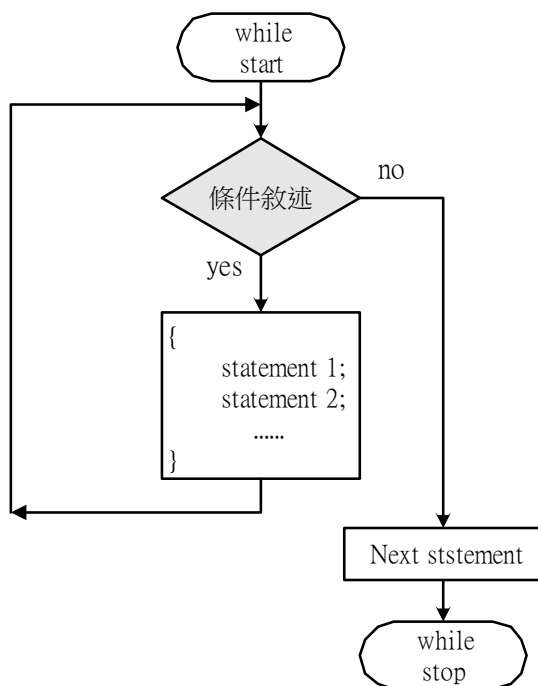 while
start
條件敘述
no
yes
{
statement 1;
statement 2;
......
}
Next ststement
while
stop